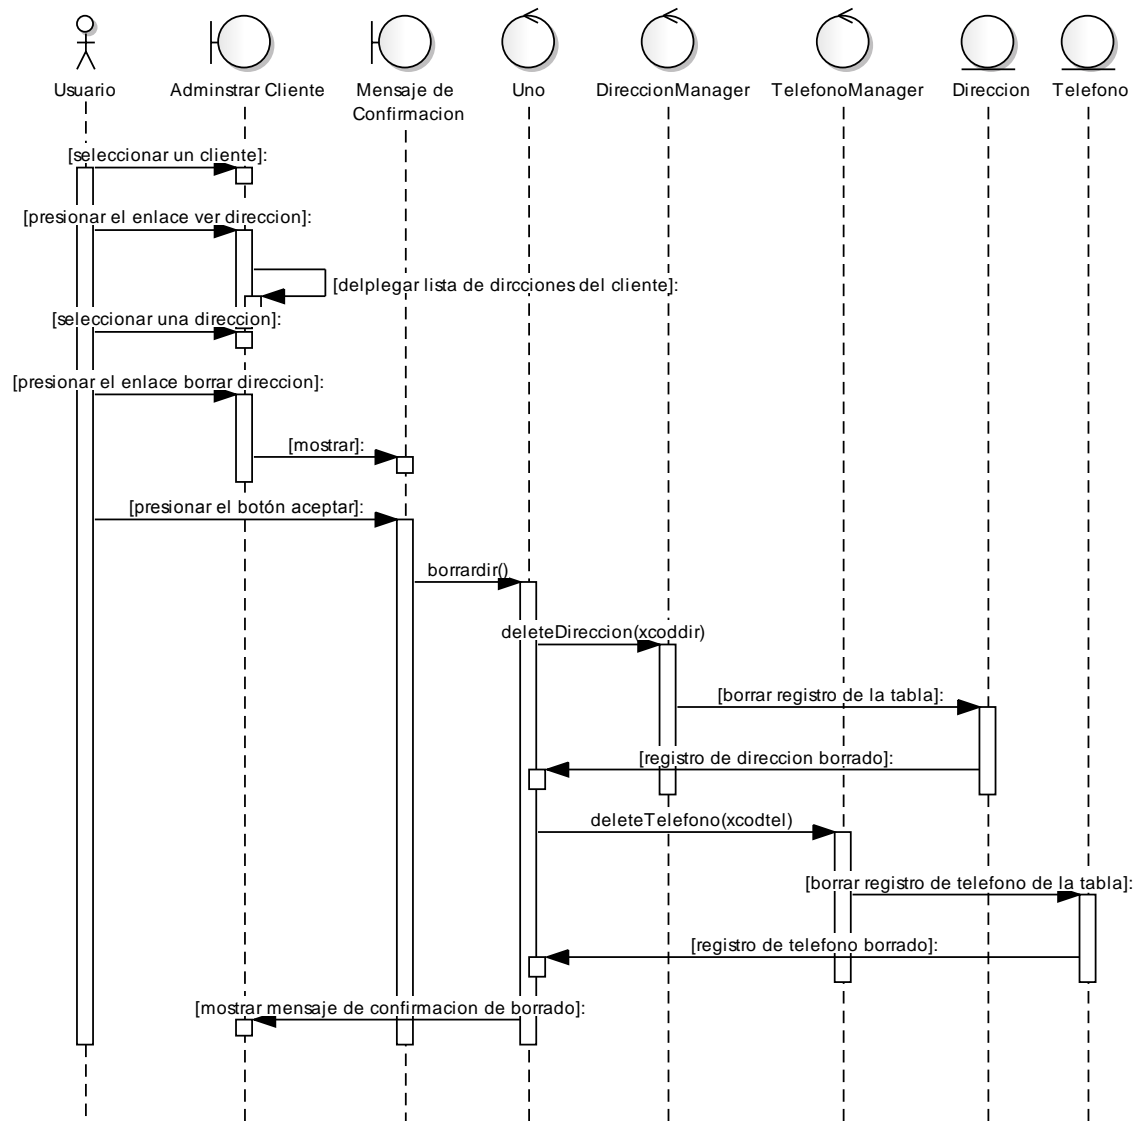 Usuario
Adminstrar Cliente
Mensaje de
Confirmacion
Uno
DireccionManager
TelefonoManager
Direccion
Telefono
[seleccionar un cliente]:
[presionar el enlace ver direccion]:
[delplegar lista de dircciones del cliente]:
[seleccionar una direccion]:
[presionar el enlace borrar direccion]:
[mostrar]:
[presionar el botón aceptar]:
borrardir()
deleteDireccion(xcoddir)
[borrar registro de la tabla]:
[registro de direccion borrado]:
deleteTelefono(xcodtel)
[borrar registro de telefono de la tabla]:
[registro de telefono borrado]:
[mostrar mensaje de confirmacion de borrado]: